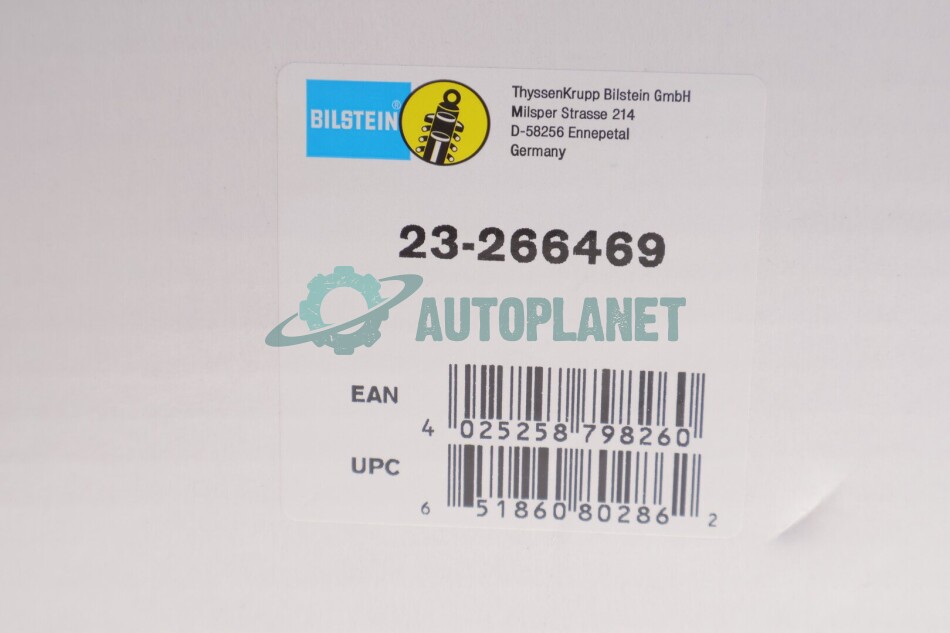 BILSTEIN®
ThyssenKrupp Bilstein GmbH
Milsper Strasse 214
D-58256 Ennepetal
Germany
23-266469
AUTOPLANET
EAN
4 025258 798260
UPC
6 51860 80286 2